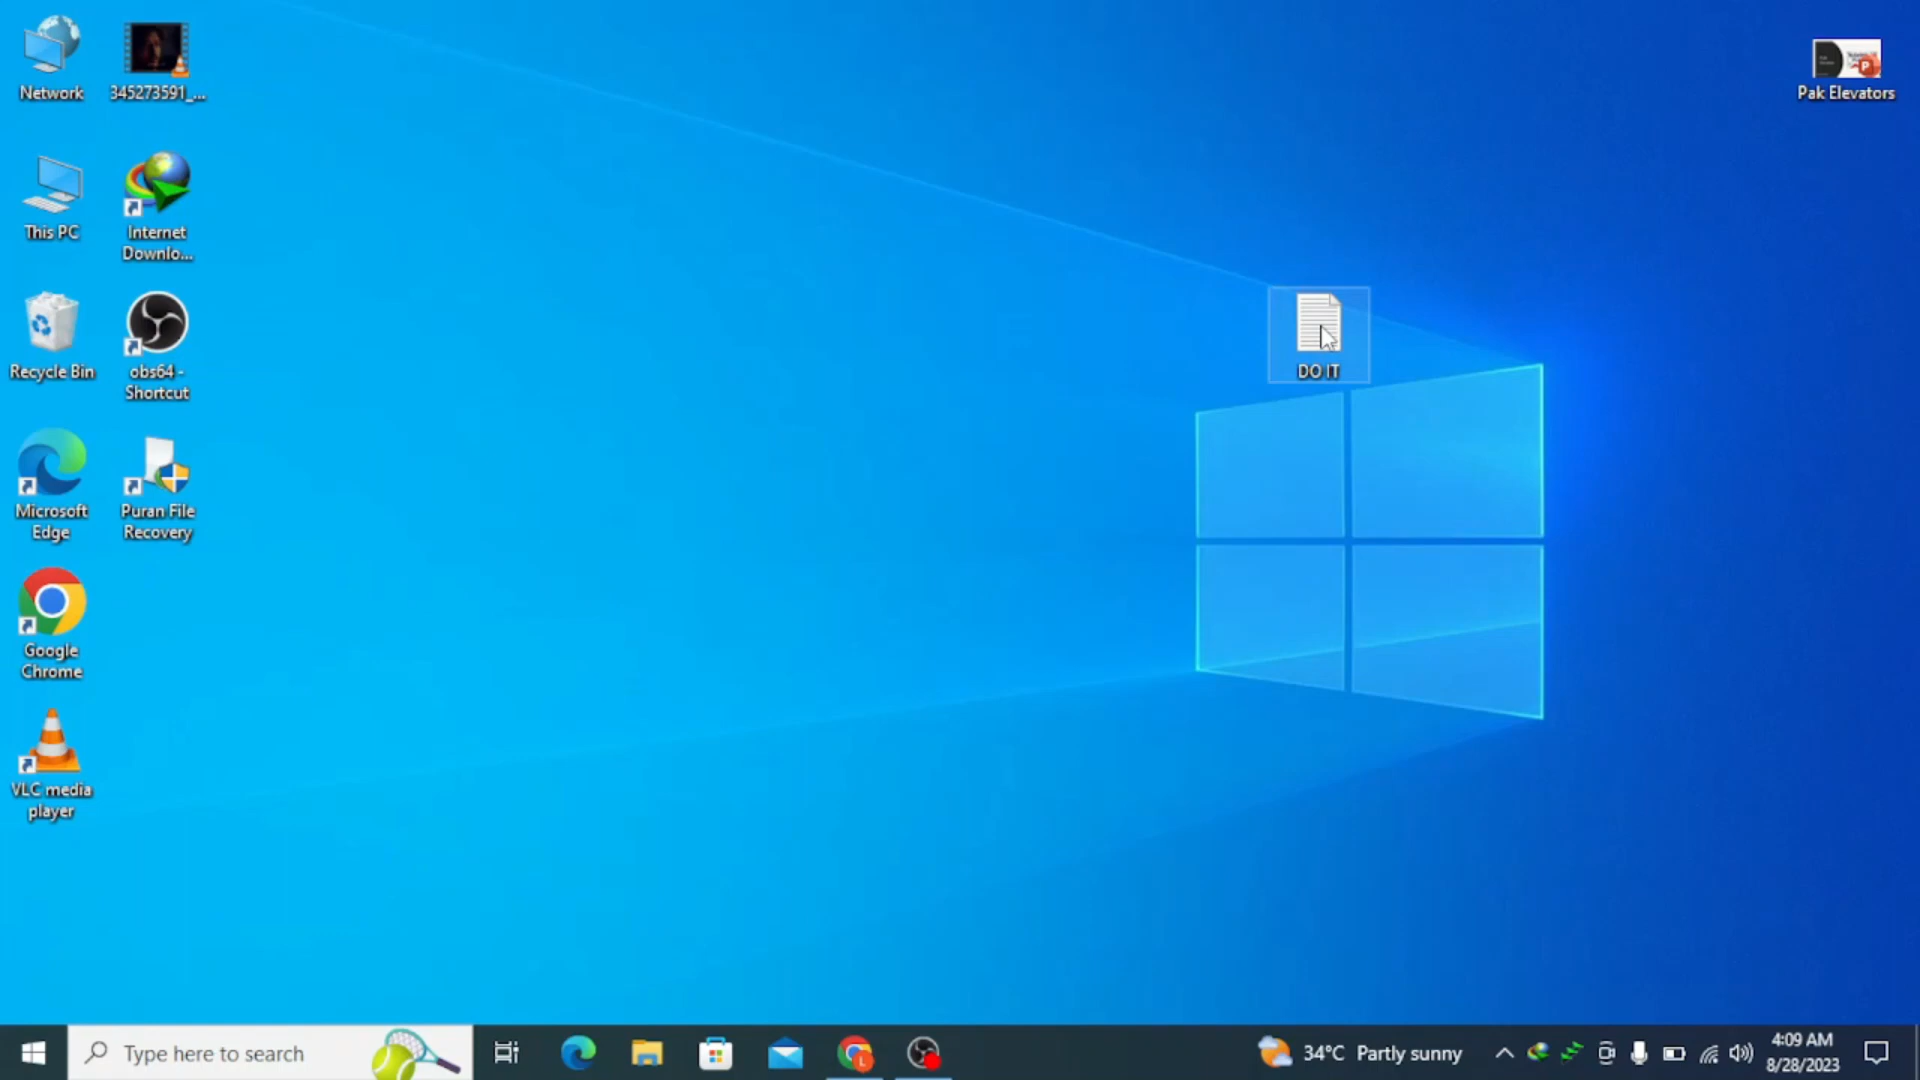 Network
345273591_...
Pak Elevators
This PC
Internet
Downlo...
DO IT
Recycle Bin
obs64 -
Shortcut
Microsoft
Edge
Puran File
Recovery
Google
Chrome
VLC media
player
Type here to search
34°C Partly sunny
4:09 AM
8/28/2023